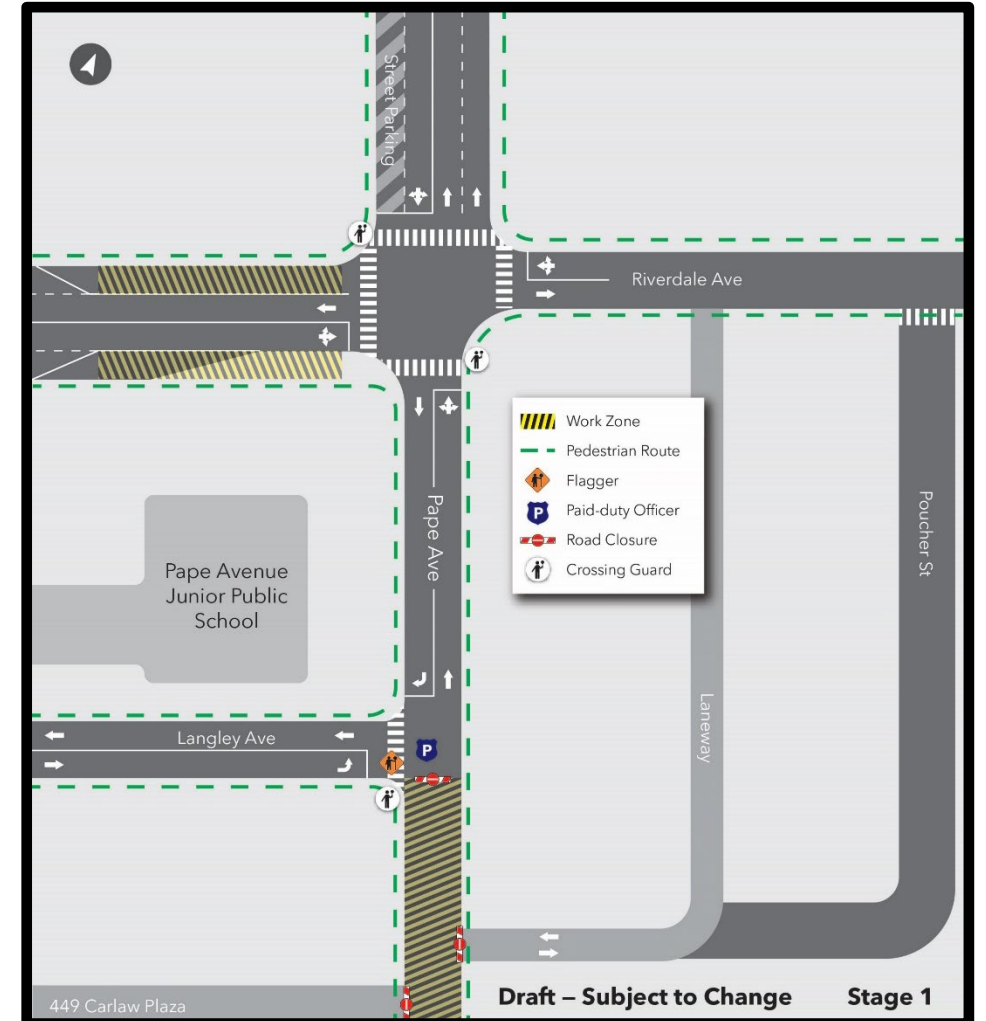 Street Parking
Riverdale Ave
Work Zone
Pedestrian Route
Flagger
P
Paid-duty Officer
Road Closure
Crossing Guard
Pape Ave
Poucher St
Pape Avenue
Junior Public
School
Langley Ave
P
Laneway
449 Carlaw Plaza
Draft – Subject to Change
Stage 1